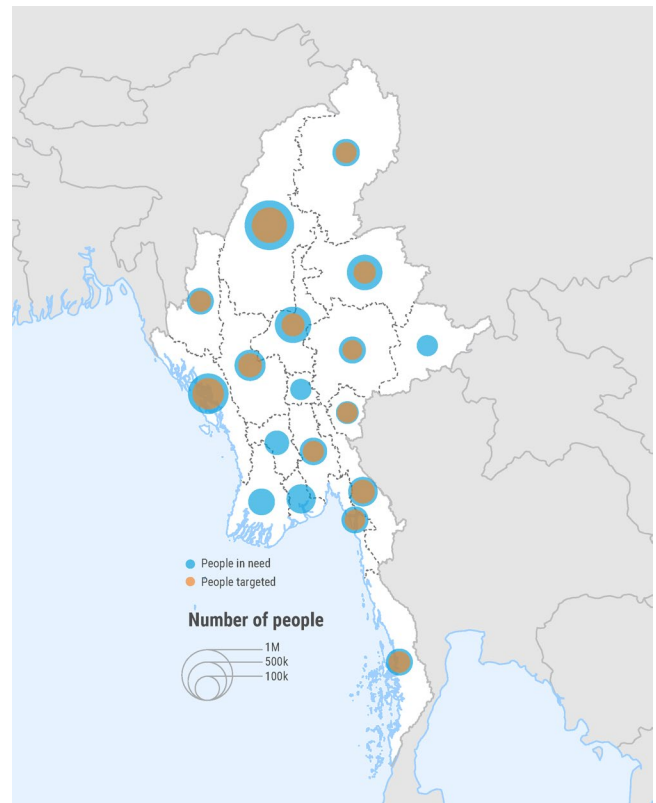 People in need
People targeted
Number of people
1M
500k
100k